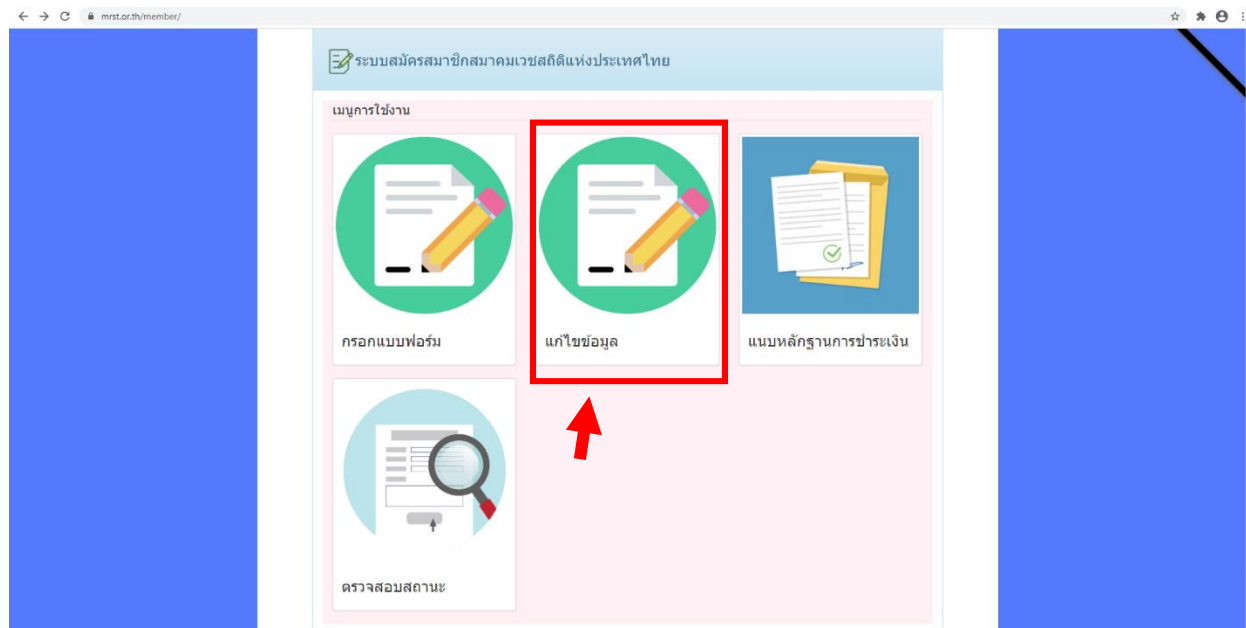 mrst.or.th/member/
ระบบสมัครสมาชิกสมาคมเวชสถิติแห่งประเทศไทย
เมนูการใช้งาน
กรอกแบบฟอร์ม
แก้ไขข้อมูล
แนบหลักฐานการชำระเงิน
ตรวจสอบสถานะ